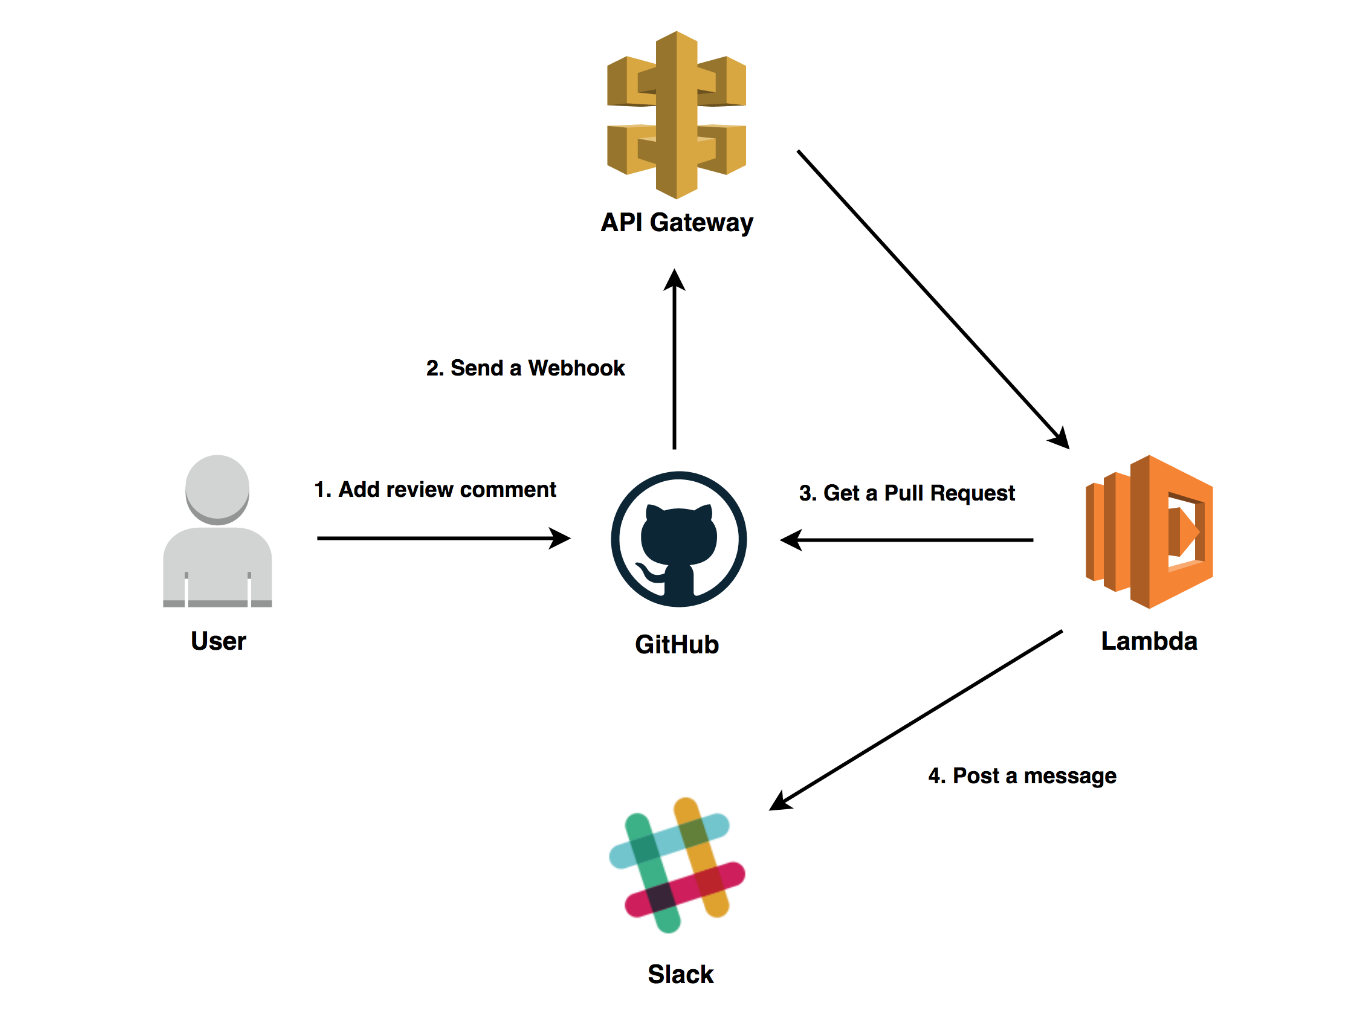 API Gateway
2. Send a Webhook
1. Add review comment
3. Get a Pull Request
User
GitHub
Lambda
4. Post a message
Slack